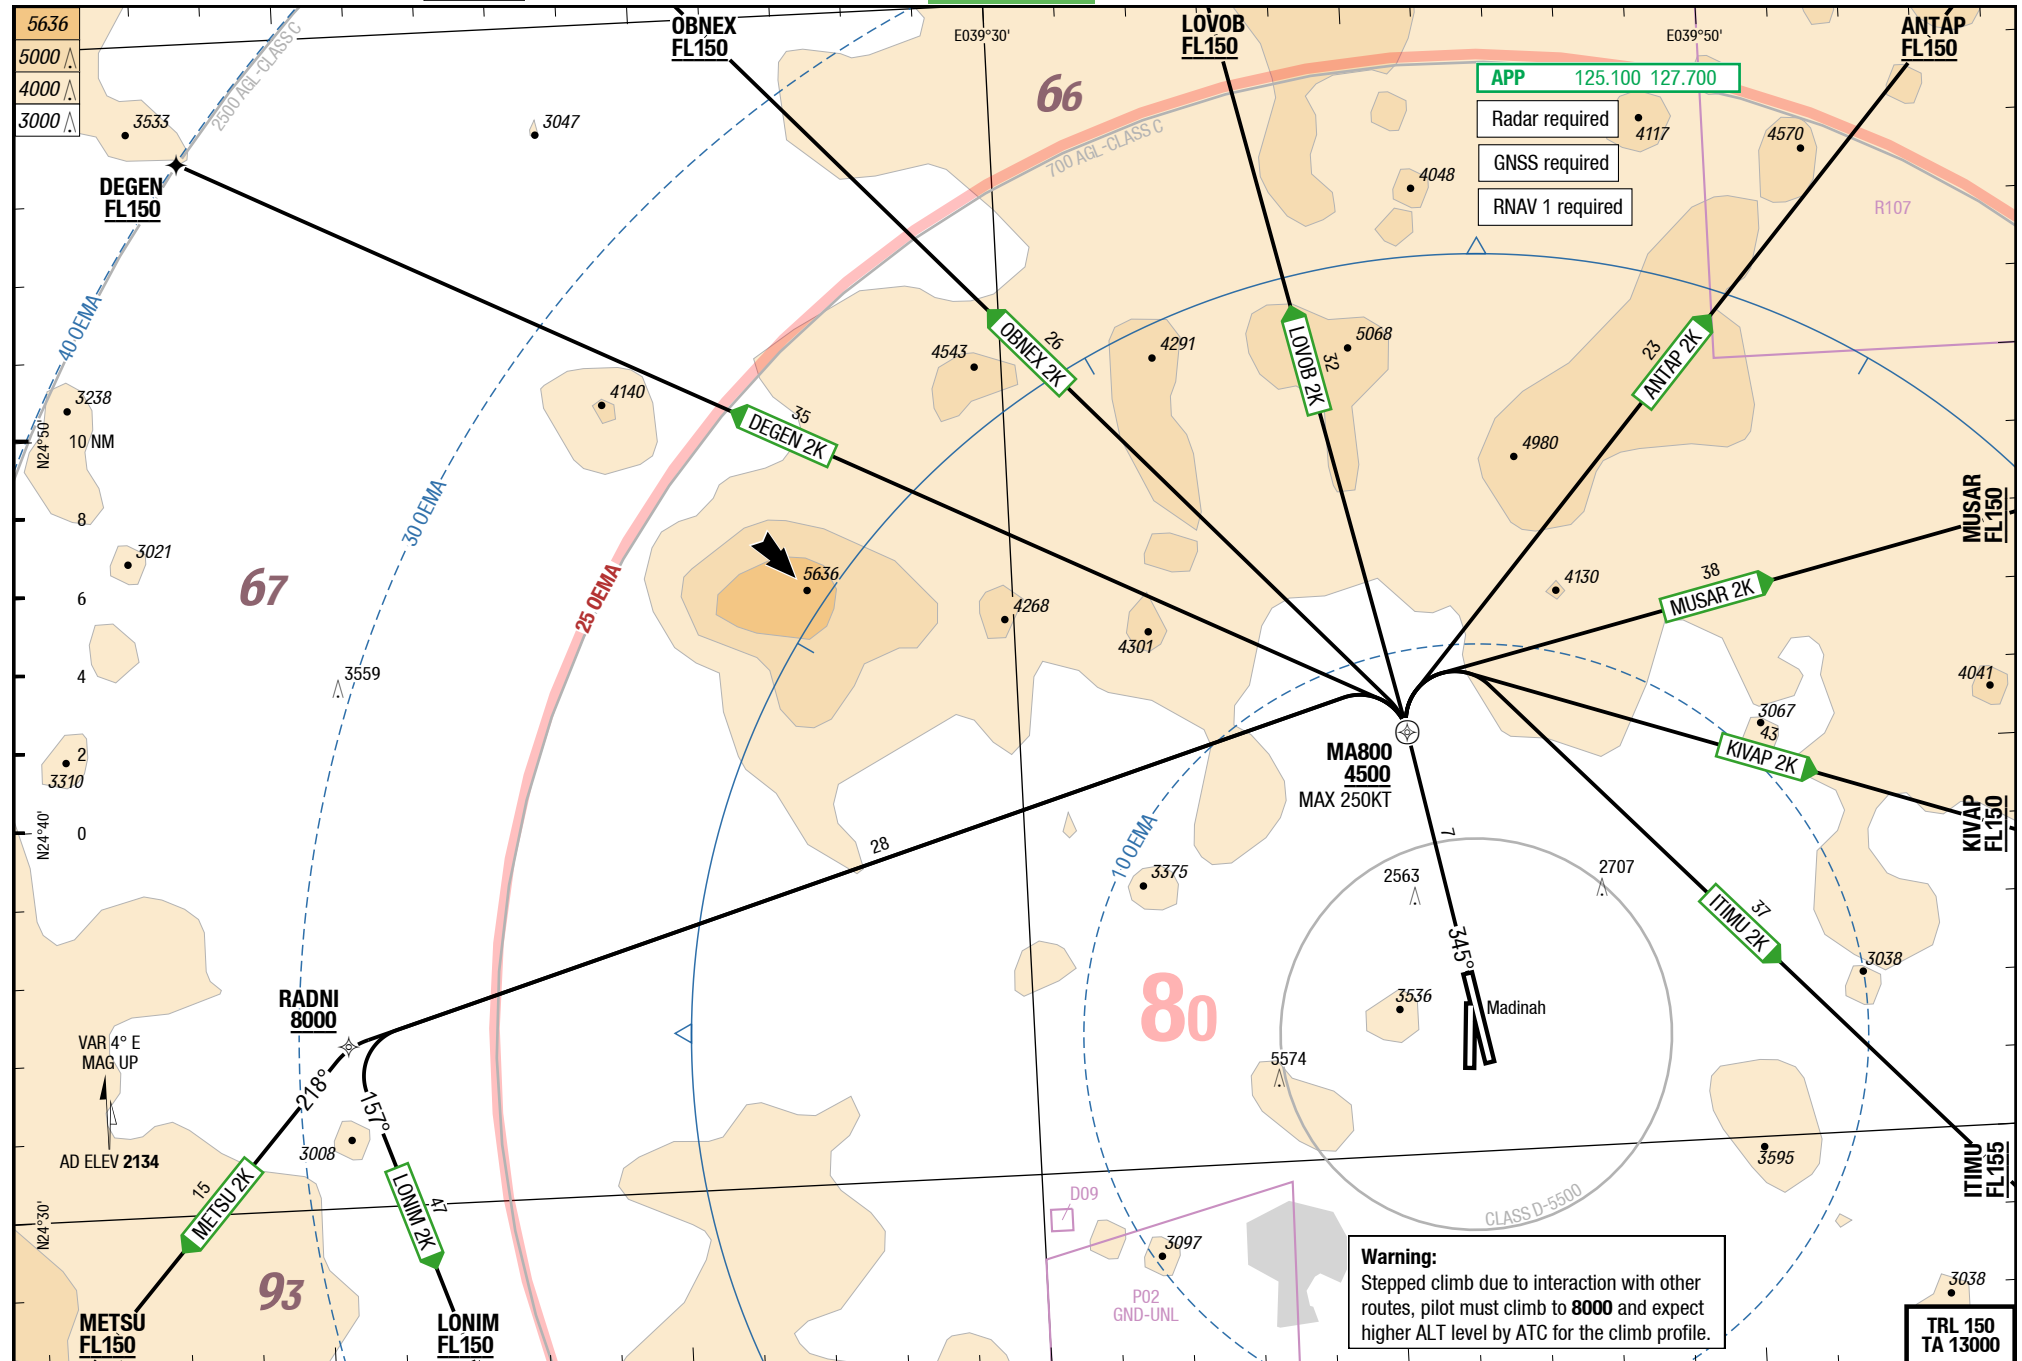 5636
5000
4000
3000
2500 AGL-CLASS C
OBNEX
FL150
E039°30'
LOVOB
FL150
E039°50'
ANTAP
FL150
66
APP 125.100 127.700
Radar required
GNSS required
RNAV 1 required
3533
3047
700 AGL-CLASS C
4048
4117
4570
R107
DEGEN
FL150
40 OEMA
OBNEX 2K
26
4543
4291
LOVOB 2K
32
5068
23
ANTAP 2K
3238
N24°50'
10 NM
4140
35
DEGEN 2K
4980
30 OEMA
MUSAR
FL150
8
3021
67
6
25 OEMA
5636
4268
4301
4130
38
MUSAR 2K
4
3559
4041
3067
43
KIVAP 2K
2
3310
MA800
4500
MAX 250KT
KIVAP
FL150
N24°40'
0
28
10 OEMA
7
3375
2563
2707
37
ITIMU 2K
345°
3038
RADNI
8000
80
3536
Madinah
VAR 4° E
MAG UP
5574
218°
157°
3008
AD ELEV 2134
3595
ITIMU
FL155
15
METSU 2K
LONIM 2K
47
D09
CLASS D-5500
N24°30'
3097
93
P02
GND-UNL
Warning:
Stepped climb due to interaction with other
routes, pilot must climb to 8000 and expect
higher ALT level by ATC for the climb profile.
3038
METSU
FL150
LONIM
FL150
TRL 150
TA 13000